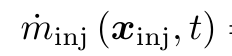 ṁ_inj (𝒙_inj, t) =